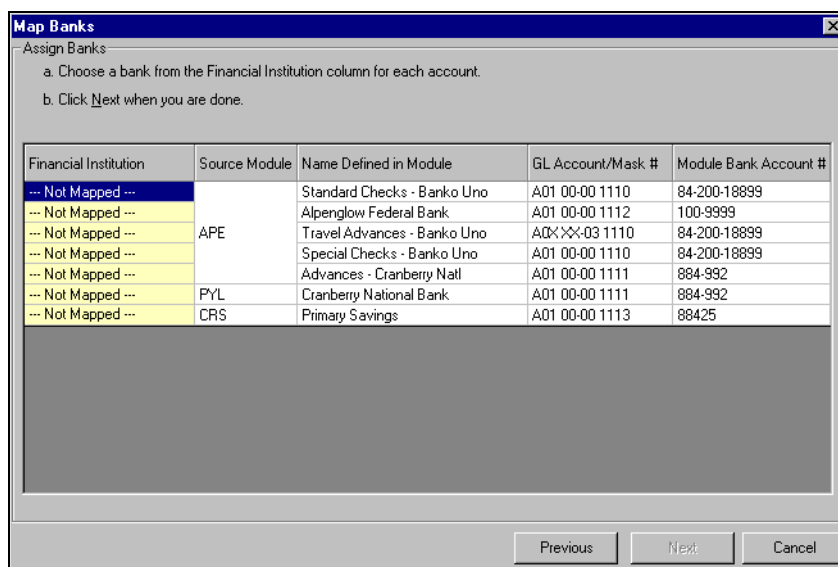 Map Banks
Assign Banks
a. Choose a bank from the Financial Institution column for each account.
b. Click Next when you are done.
Financial Institution Source Module Name Defined in Module GL Account/Mask # Module Bank Account #
--- Not Mapped --- Standard Checks - Banko Uno A01 00-00 1110 84-200-18899
--- Not Mapped --- Alpenglow Federal Bank A01 00-00 1112 100-9999
--- Not Mapped --- APE Travel Advances - Banko Uno A0X XX-03 1110 84-200-18899
--- Not Mapped --- Special Checks - Banko Uno A01 00-00 1110 84-200-18899
--- Not Mapped --- Advances - Cranberry Natl A01 00-00 1111 884-992
--- Not Mapped --- PYL Cranberry National Bank A01 00-00 1111 884-992
--- Not Mapped --- CRS Primary Savings A01 00-00 1113 88425
Previous Next Cancel